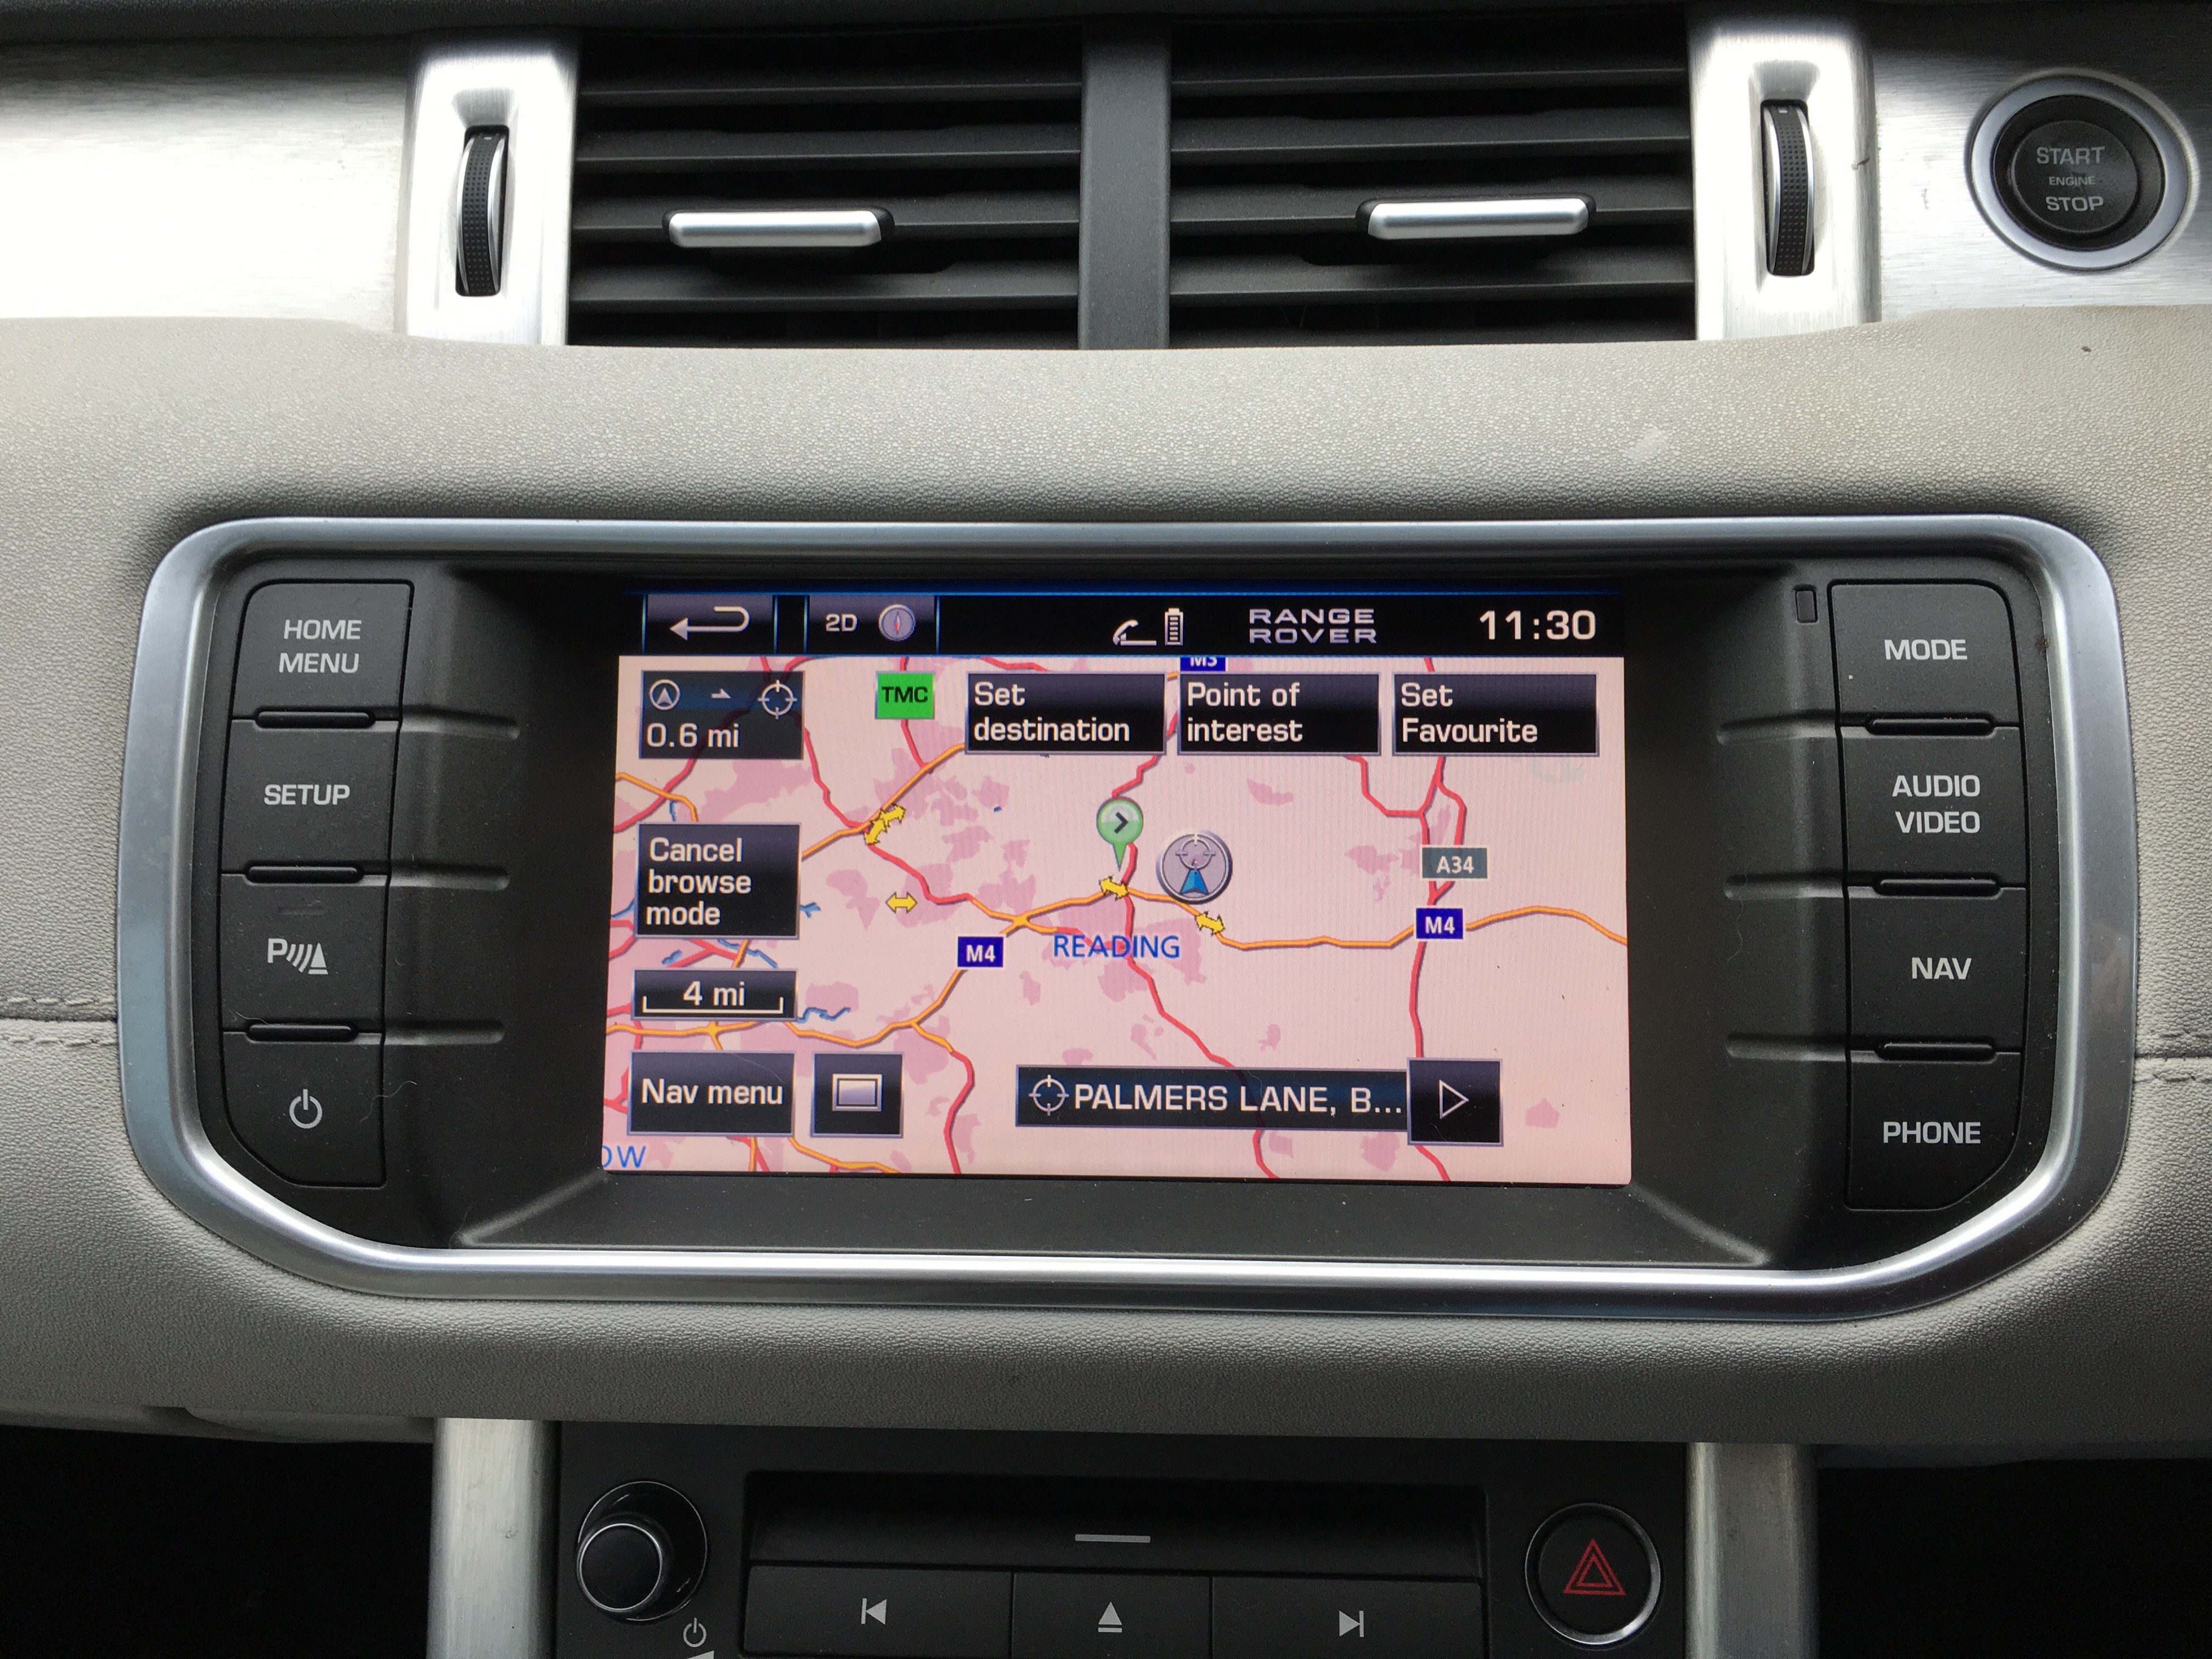 START
ENGINE
STOP
HOME
MENU
SETUP
P
2D
RANGE
ROVER
11:30
0.6 mi
TMC
M3
Set
destination
Point of
interest
Set
Favourite
Cancel
browse
mode
A34
M4
M4
READING
4 mi
Nav menu
PALMERS LANE, B...
OW
MODE
AUDIO
VIDEO
NAV
PHONE